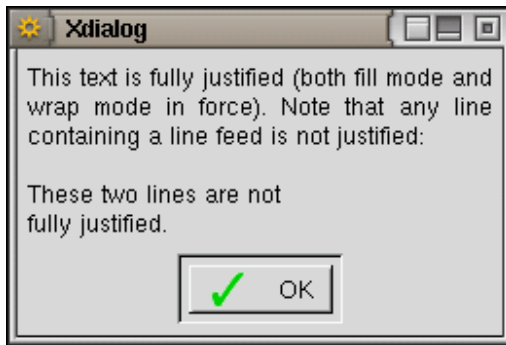 Xdialog
This text is fully justified (both fill mode and
wrap mode in force). Note that any line
containing a line feed is not justified:
These two lines are not
fully justified.
OK